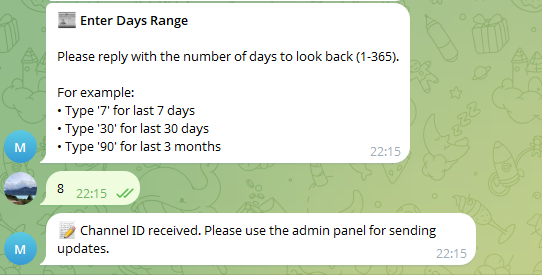 Enter Days Range
Please reply with the number of days to look back (1-365).
For example:
• Type '7' for last 7 days
• Type '30' for last 30 days
• Type '90' for last 3 months
22:15
M
8 22:15
Channel ID received. Please use the admin panel for sending
updates.
22:15
M